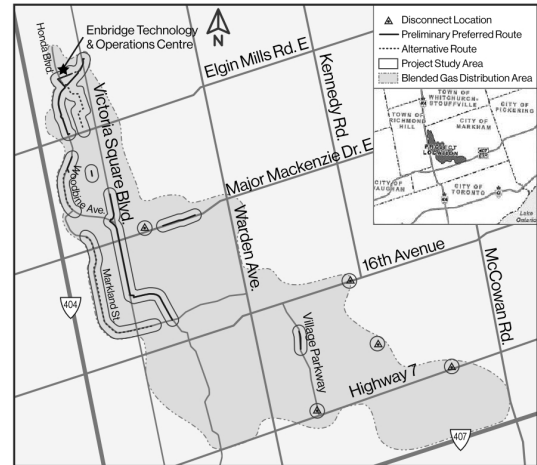 Enbridge Technology
& Operations Centre
Honda Blvd.
N
Elgin Mills Rd. E
Kennedy Rd.
Victoria Square Blvd.
Major Mackenzie Dr. E
Woodbine Ave.
Warden Ave.
16th Avenue
McCowan Rd.
404
Markland St.
Village Parkway
Highway 7
407
Disconnect Location
Preliminary Preferred Route
Alternative Route
Project Study Area
Blended Gas Distribution Area
TOWN OF
WHITCHURCH-
STOUFFVILLE
CITY OF
PICKERING
TOWN OF
RICHMOND
HILL
CITY OF
MARKHAM
PROJECT
LOCATION
CITY OF
VAUGHAN
CITY OF
TORONTO
Lake
Ontario